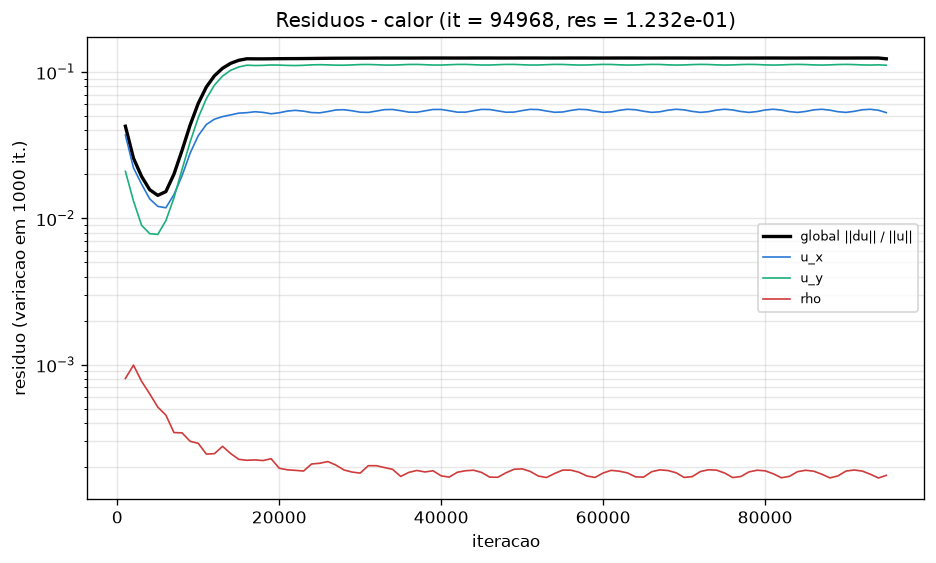 Residuos - calor (it = 94968, res = 1.232e-01)
residuo (variacao em 1000 it.)
10⁻¹
10⁻²
10⁻³
global ||du|| / ||u||
u_x
u_y
rho
0 20000 40000 60000 80000
iteracao